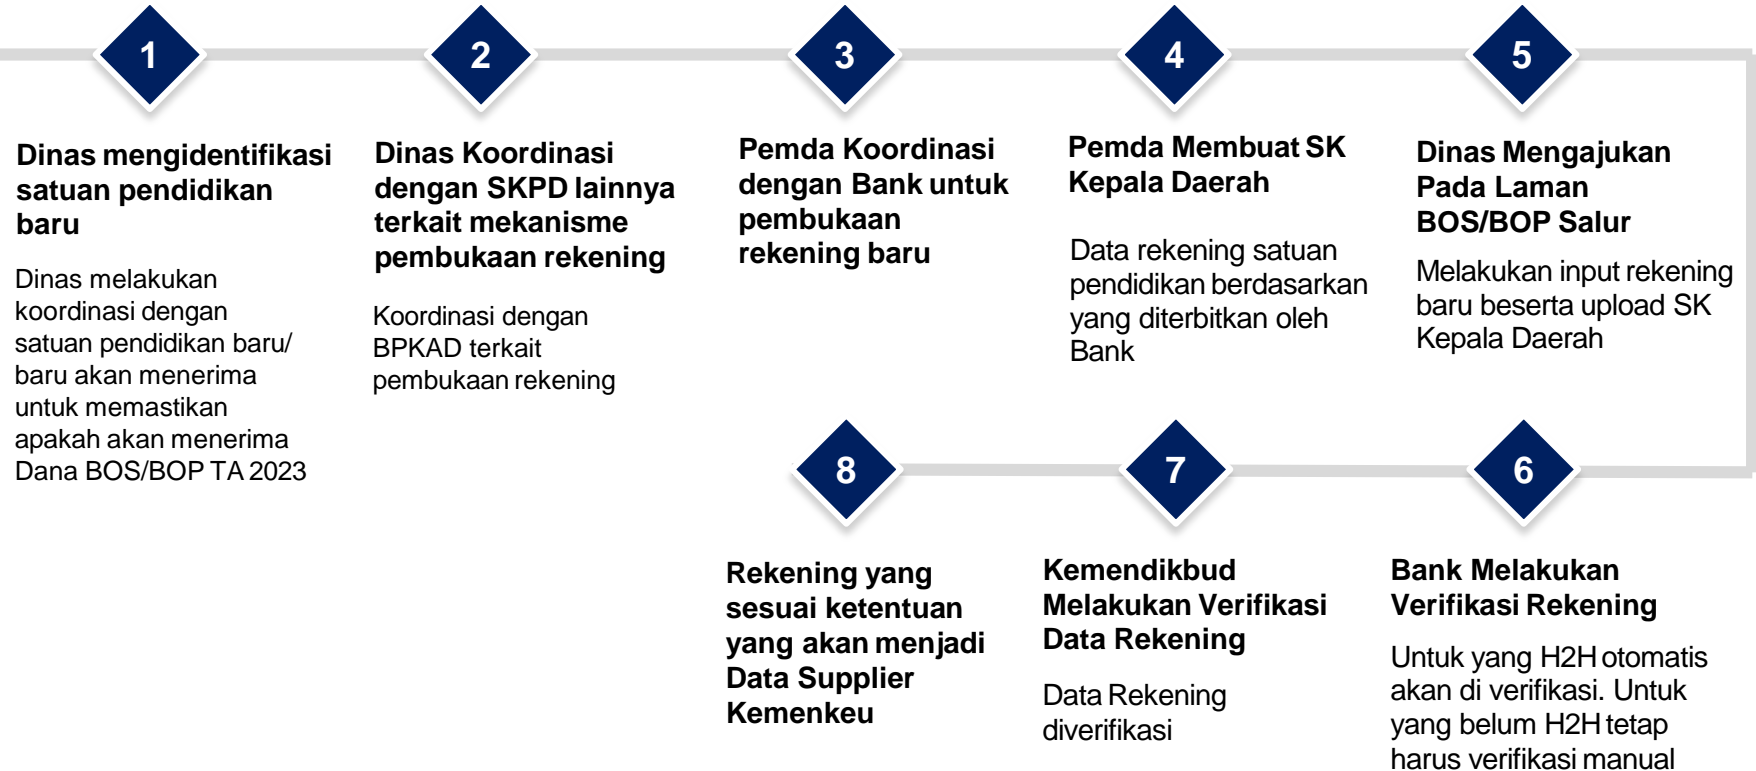 1
Dinas mengidentifikasi
satuan pendidikan
baru
Dinas melakukan
koordinasi dengan
satuan pendidikan baru/
baru akan menerima
untuk memastikan
apakah akan menerima
Dana BOS/BOP TA 2023
2
Dinas Koordinasi
dengan SKPD lainnya
terkait mekanisme
pembukaan rekening
Koordinasi dengan
BPKAD terkait
pembukaan rekening
3
Pemda Koordinasi
dengan Bank untuk
pembukaan
rekening baru
4
Pemda Membuat SK
Kepala Daerah
Data rekening satuan
pendidikan berdasarkan
yang diterbitkan oleh
Bank
5
Dinas Mengajukan
Pada Laman
BOS/BOP Salur
Melakukan input rekening
baru beserta upload SK
Kepala Daerah
6
Bank Melakukan
Verifikasi Rekening
Untuk yang H2H otomatis
akan di verifikasi. Untuk
yang belum H2H tetap
harus verifikasi manual
7
Kemendikbud
Melakukan Verifikasi
Data Rekening
Data Rekening
diverifikasi
8
Rekening yang
sesuai ketentuan
yang akan menjadi
Data Supplier
Kemenkeu